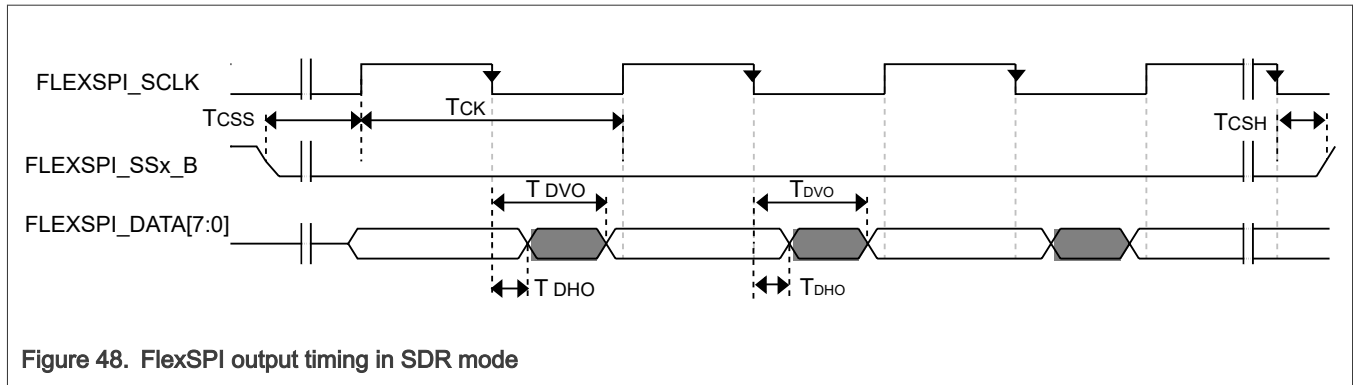 FLEXSPI_SCLK
TCSS
TCK
TCSH
FLEXSPI_SSx_B
T DVO
TDVO
FLEXSPI_DATA[7:0]
T DHO
TDHO
Figure 48. FlexSPI output timing in SDR mode